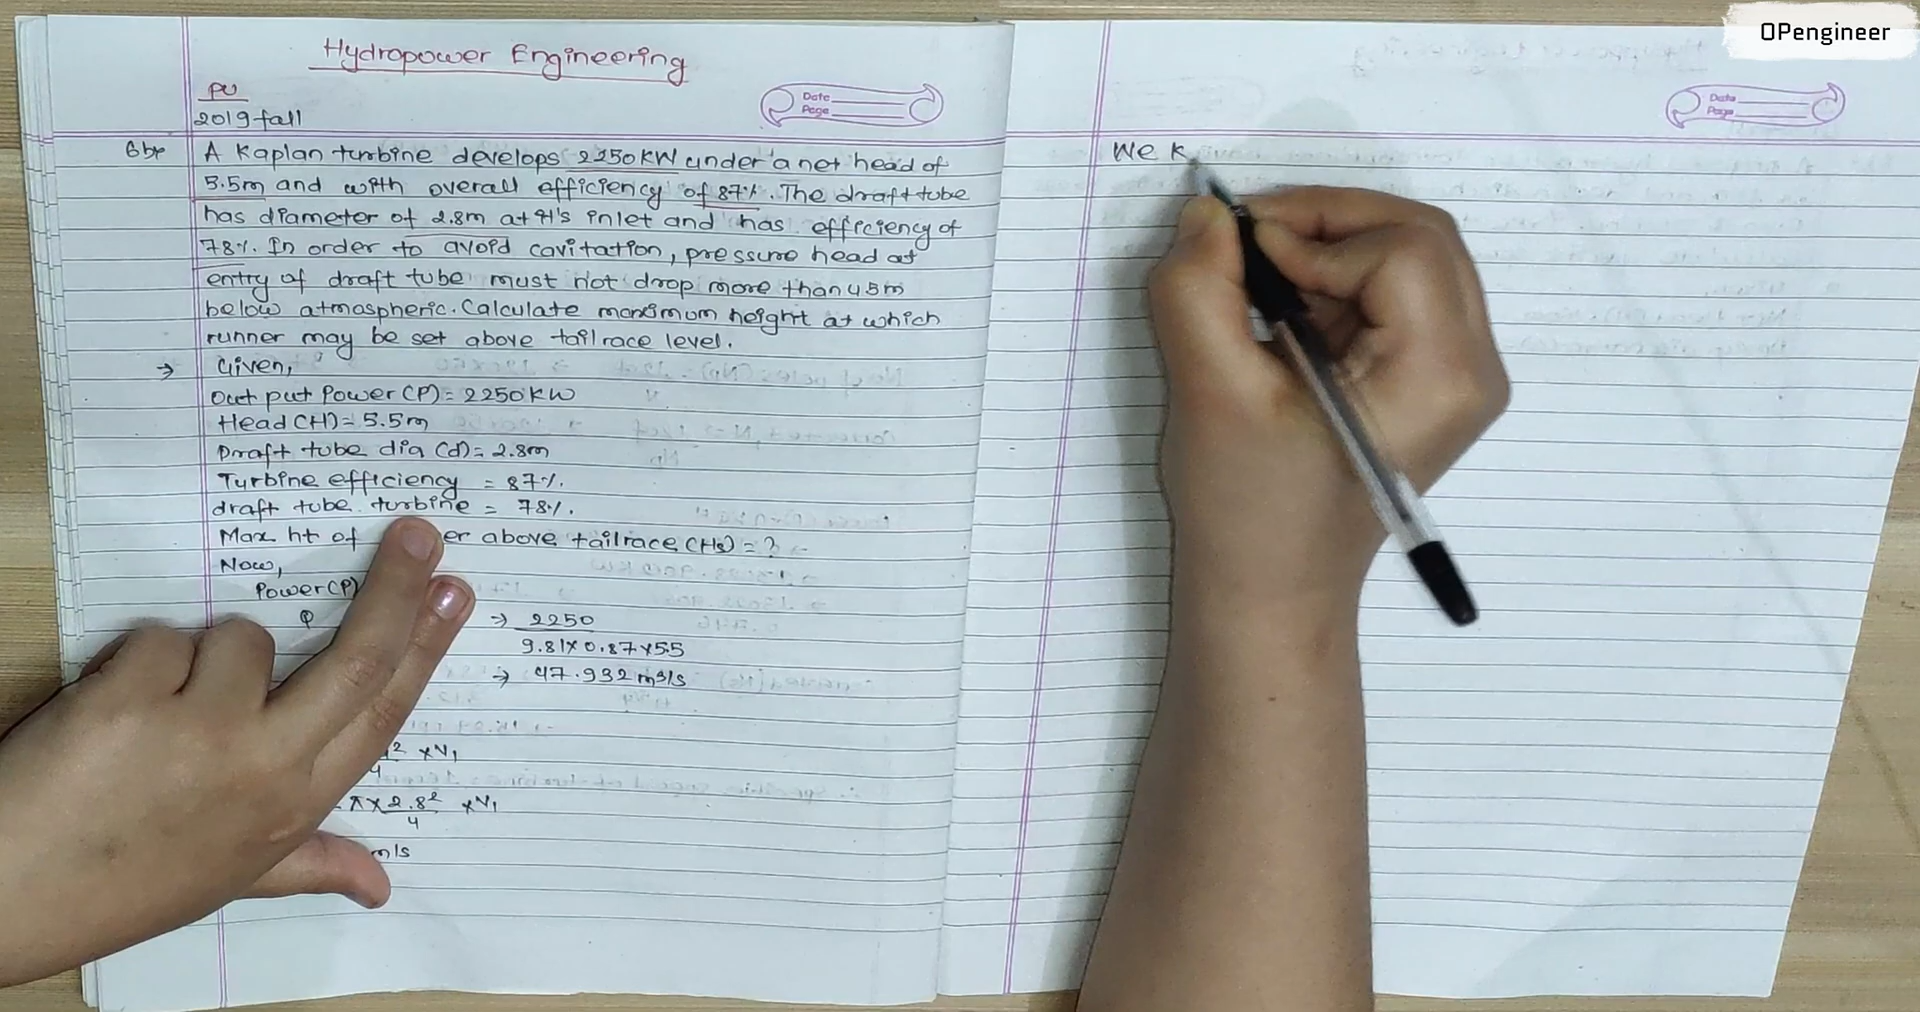 OPengineer
Hydropower Engineering
PU
2019 fall
Date
Page
6b*
A Kaplan turbine develops 2250KW under a net head of
5.5m and with overall efficiency of 87%. The draft tube
has diameter of 2.8m at it's inlet and has efficiency of
78%. In order to avoid cavitation, pressure head at
entry of draft tube must not drop more than 4.5m
below atmospheric. Calculate maximum height at which
runner may be set above tailrace level.
→ Given,
Out put Power (P) = 2250KW
Head (H) = 5.5m
Draft tube dia (d) = 2.8m
Turbine efficiency = 87%.
draft tube turbine = 78%.
Max ht of er above tailrace (Hs) = ?
Now,
Power (P)
Q → 2250
9.81×0.87×5.5
→ 47.932 m³/s
² ×V₁
4
= π×2.8² ×V₁
4
m/s
Date
Page
We K